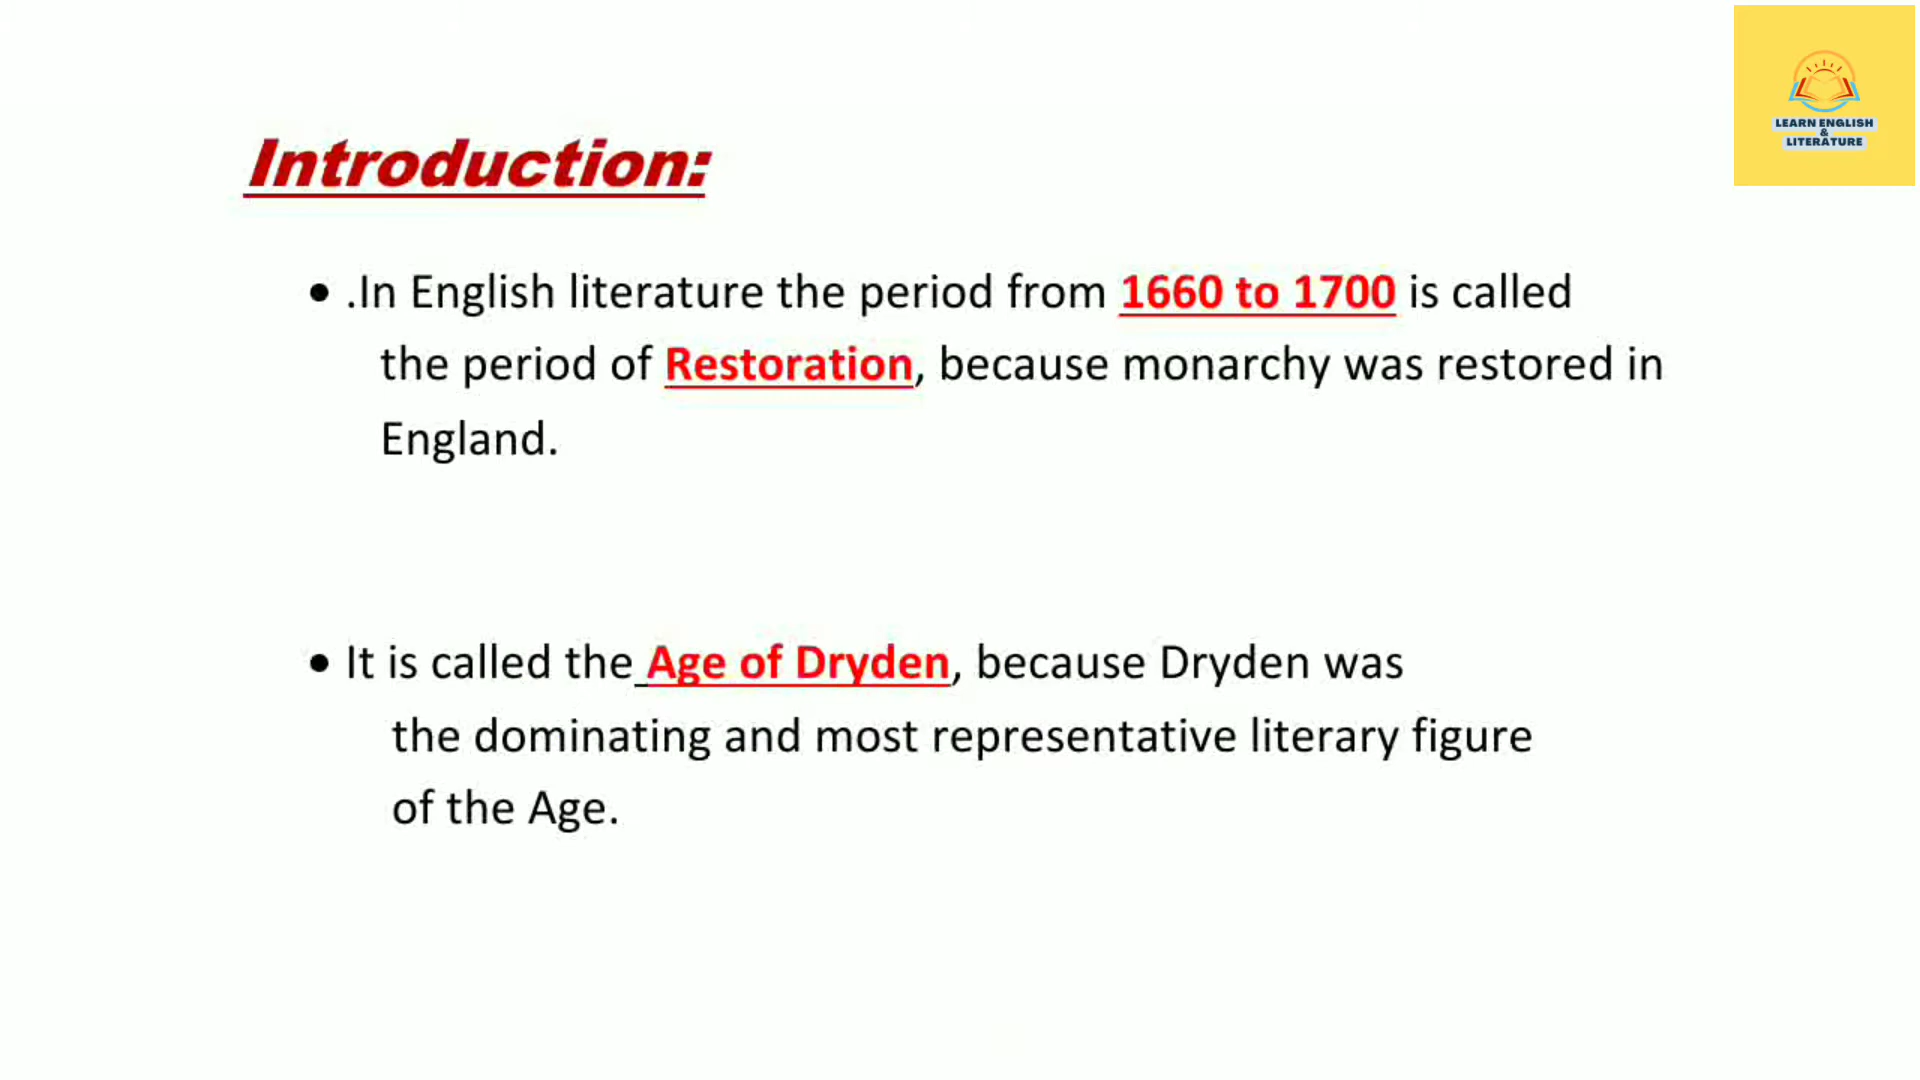 LEARN ENGLISH
&
LITERATURE
Introduction:
• .In English literature the period from 1660 to 1700 is called
the period of Restoration, because monarchy was restored in
England.
• It is called the Age of Dryden, because Dryden was
the dominating and most representative literary figure
of the Age.